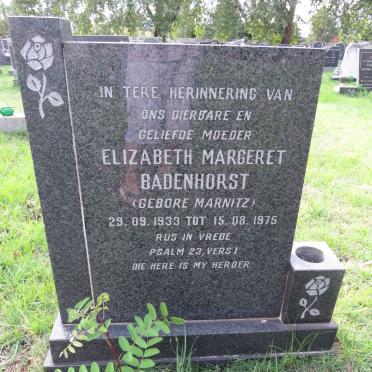 IN TERE HERINNERING VAN
ONS DIERBARE EN
GELIEFDE MOEDER
ELIZABETH MARGERET
BADENHORST
(GEBORE MARNITZ)
29.09.1933 TOT 15.08.1975
RUS IN VREDE
PSALM 23, VERS 1
DIE HERE IS MY HERDER